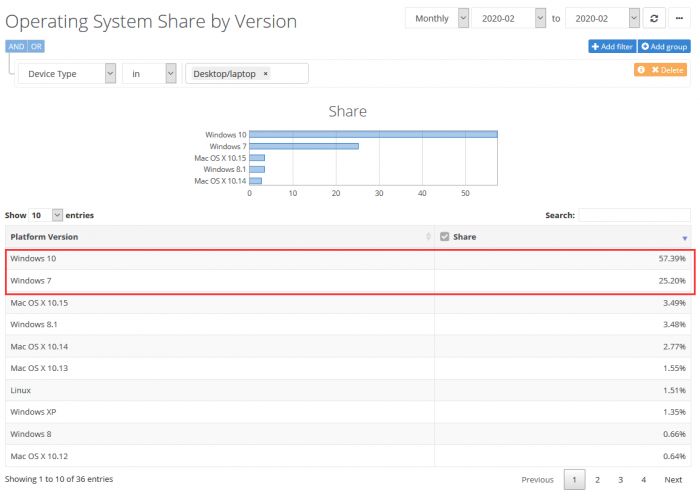 Operating System Share by Version
Monthly 2020-02 to 2020-02
AND OR
Add filter Add group
Device Type in Desktop/laptop ×
Delete
Share
Windows 10
Windows 7
Mac OS X 10.15
Windows 8.1
Mac OS X 10.14
0 10 20 30 40 50
Show 10 entries Search:
Platform Version Share
Windows 10 57.39%
Windows 7 25.20%
Mac OS X 10.15 3.49%
Windows 8.1 3.48%
Mac OS X 10.14 2.77%
Mac OS X 10.13 1.55%
Linux 1.51%
Windows XP 1.35%
Windows 8 0.66%
Mac OS X 10.12 0.64%
Showing 1 to 10 of 36 entries Previous 1 2 3 4 Next